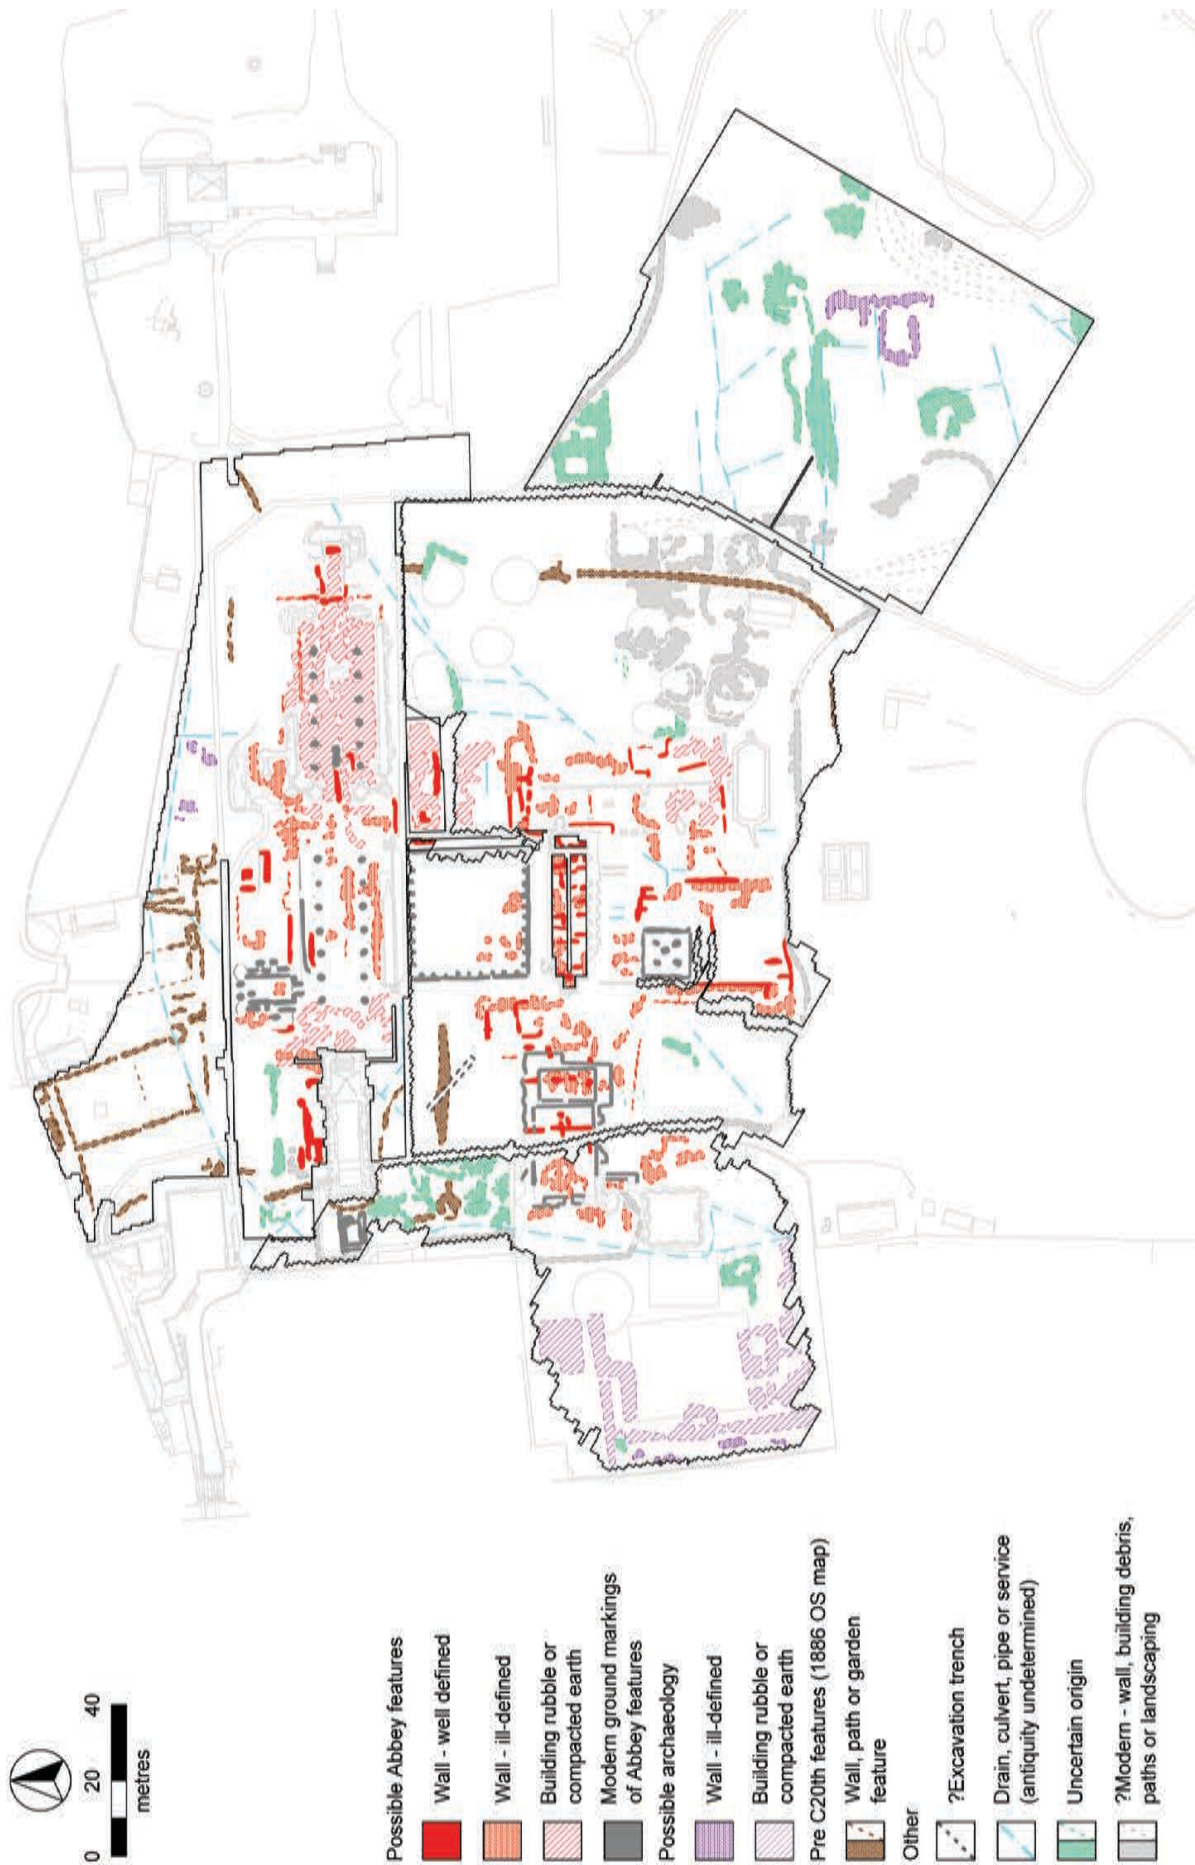 0 20 40
metres
Possible Abbey features
Wall - well defined
Wall - ill-defined
Building rubble or
compacted earth
Modern ground markings
of Abbey features
Possible archaeology
Wall - ill-defined
Building rubble or
compacted earth
Pre C20th features (1886 OS map)
Wall, path or garden
feature
Other
?Excavation trench
Drain, culvert, pipe or service
(antiquity undetermined)
Uncertain origin
?Modern - wall, building debris,
paths or landscaping